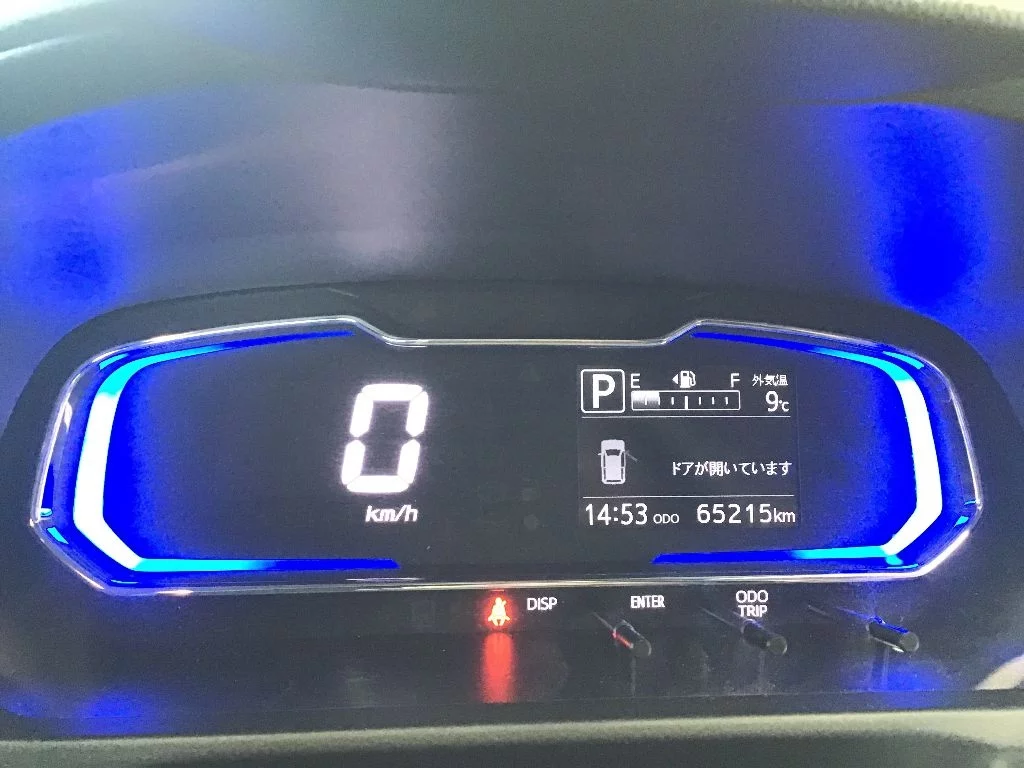 0
km/h
P
E F 外気温
9℃
ドアが開いています
14:53 ODO 65215km
DISP ENTER ODO
TRIP